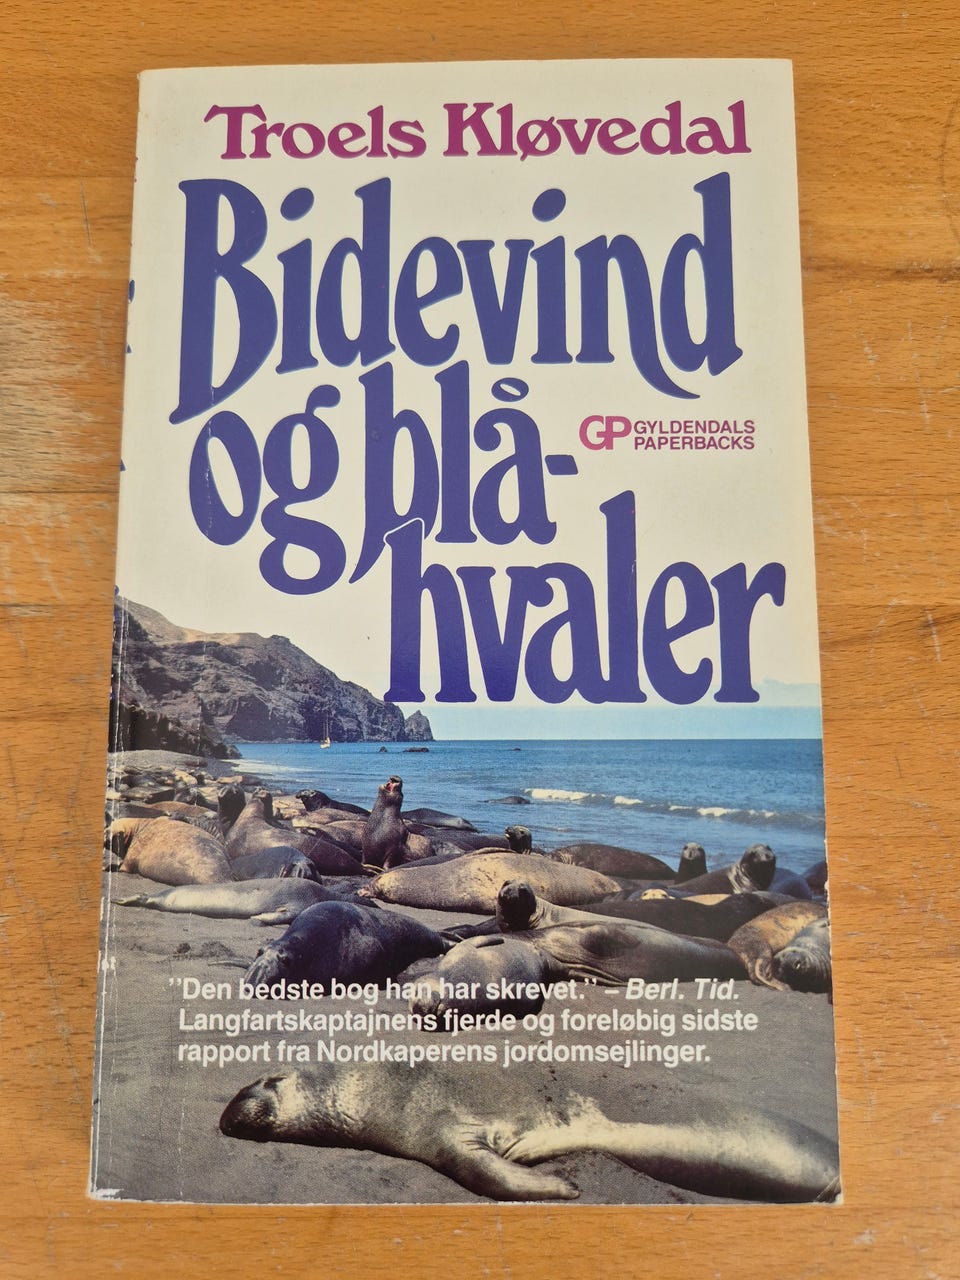 Troels Kløvedal
Bidevind
og blå-
GP GYLDENDALS
PAPERBACKS
hvaler
"Den bedste bog han har skrevet." – Berl. Tid.
Langfartskaptajnens fjerde og foreløbig sidste
rapport fra Nordkaperens jordomsejlinger.